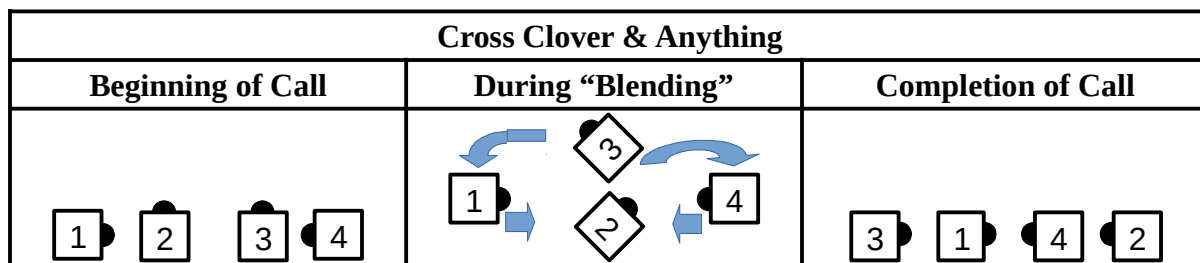 Cross Clover & Anything
Beginning of Call During “Blending” Completion of Call
3
1 4
2
1 2 3 4
3 1 4 2